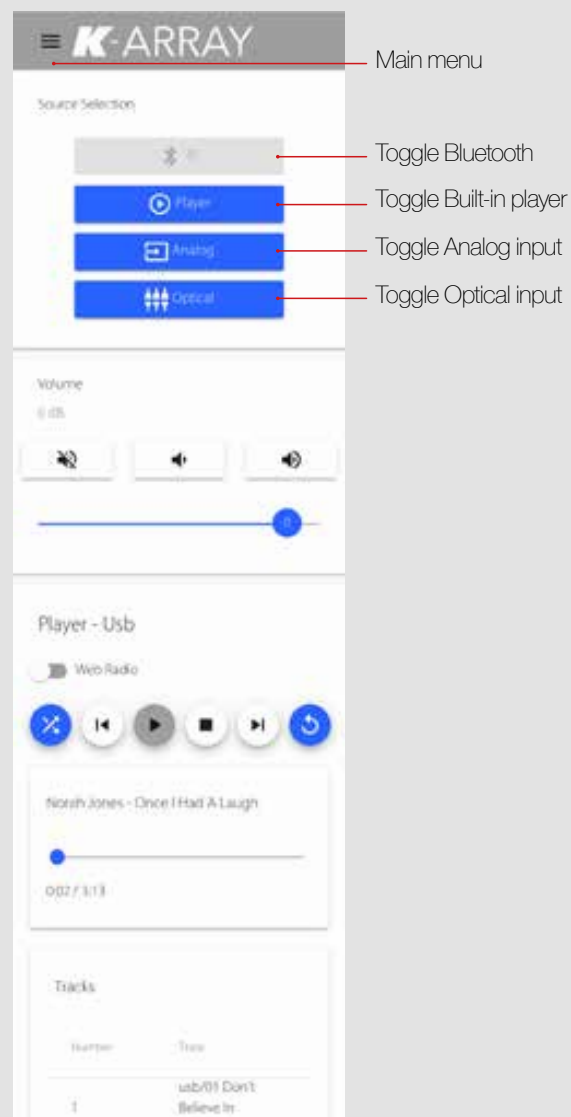 K-ARRAY
Main menu
Source Selection
Toggle Bluetooth
Player
Toggle Built-in player
Analog
Toggle Analog input
Optical
Toggle Optical input
Volume
0 dB
0
Player - Usb
Web Radio
Norah Jones - Once I Had A Laugh
0:02 / 3:13
Tracks
Number Track
usb/01 Don't
1 Believe In